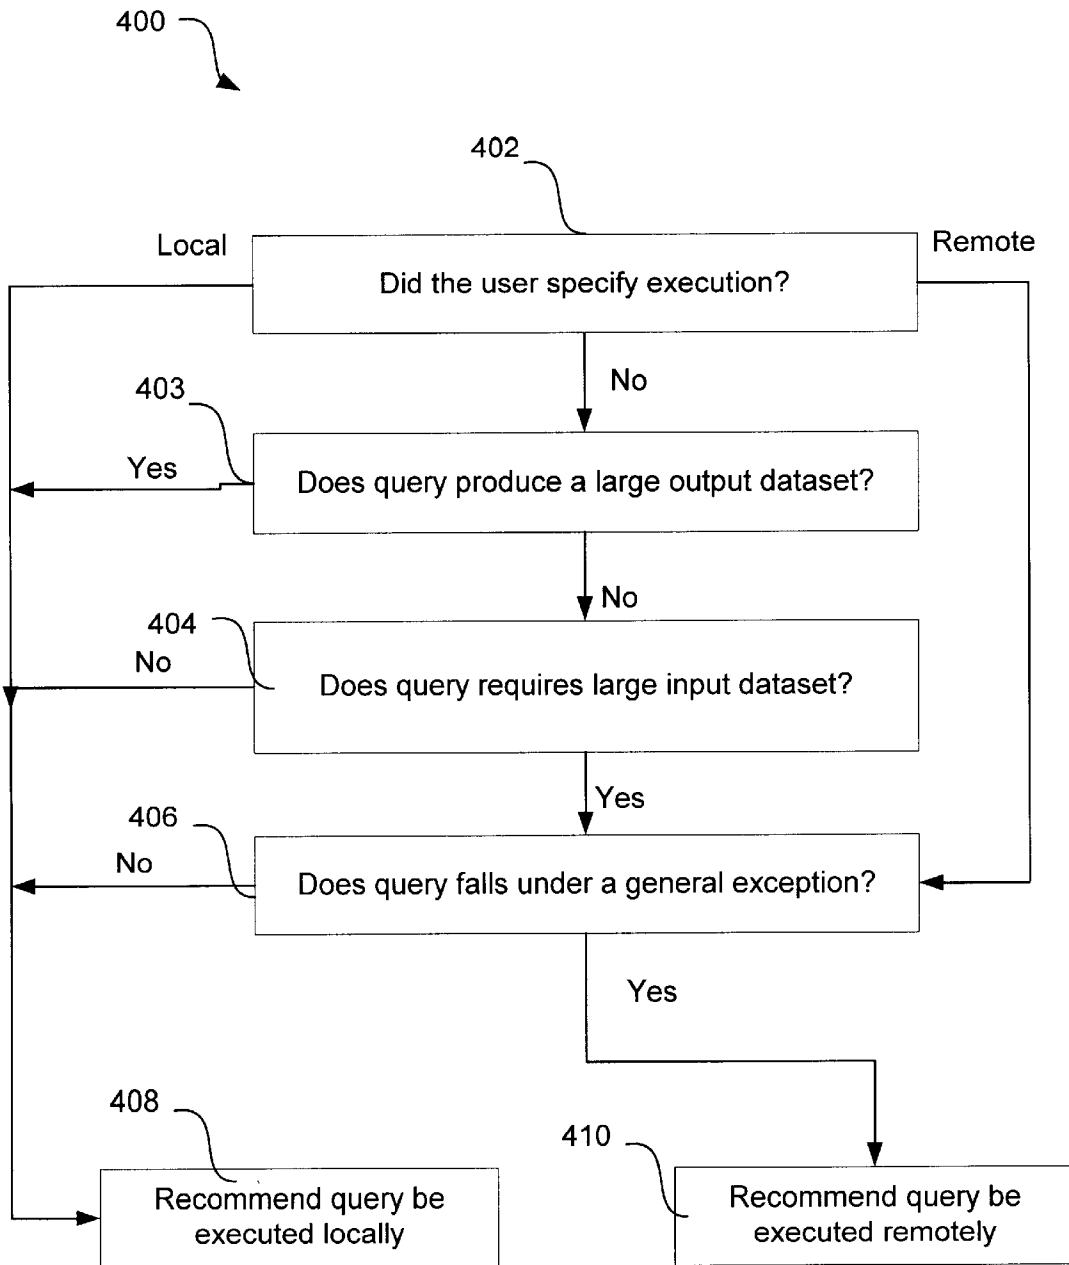 400
402
Local
Remote
Did the user specify execution?
No
403
Yes
Does query produce a large output dataset?
No
404
No
Does query requires large input dataset?
Yes
406
No
Does query falls under a general exception?
Yes
408
410
Recommend query be
executed locally
Recommend query be
executed remotely